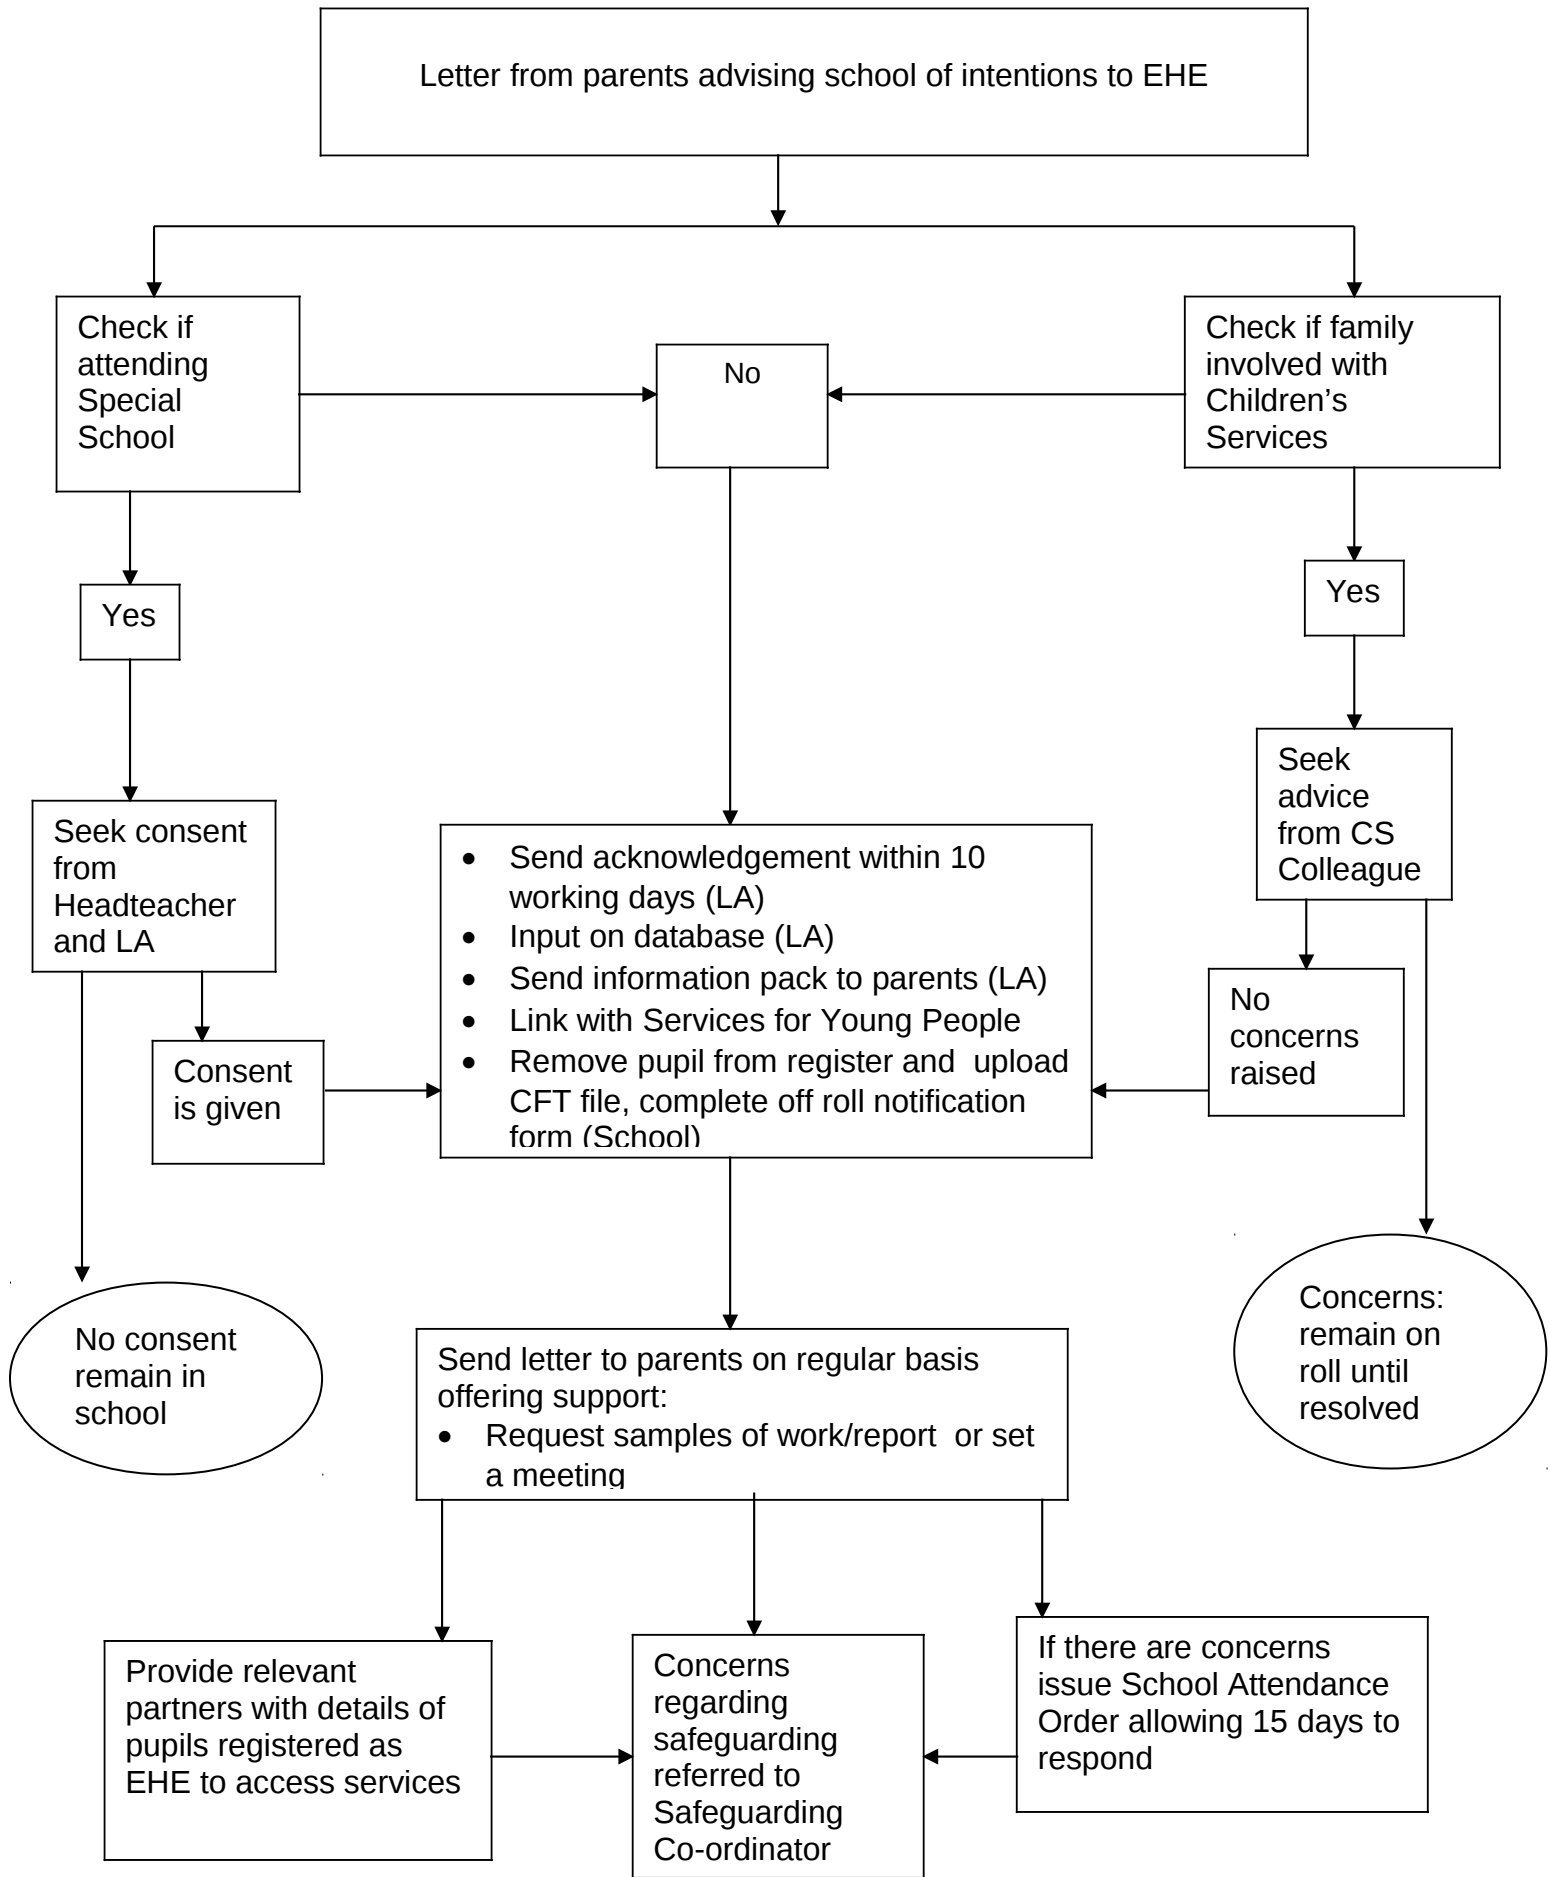 Letter from parents advising school of intentions to EHE
Check if
attending
Special
School
No
Check if family
involved with
Children’s
Services
Yes
Yes
Seek consent
from
Headteacher
and LA
Seek
advice
from CS
Colleague
• Send acknowledgement within 10
working days (LA)
• Input on database (LA)
• Send information pack to parents (LA)
• Link with Services for Young People
• Remove pupil from register and  upload
CFT file, complete off roll notification
form (School)
Consent
is given
No
concerns
raised
No consent
remain in
school
Concerns:
remain on
roll until
resolved
Send letter to parents on regular basis
offering support:
• Request samples of work/report  or set
a meeting
Provide relevant
partners with details of
pupils registered as
EHE to access services
Concerns
regarding
safeguarding
referred to
Safeguarding
Co-ordinator
If there are concerns
issue School Attendance
Order allowing 15 days to
respond